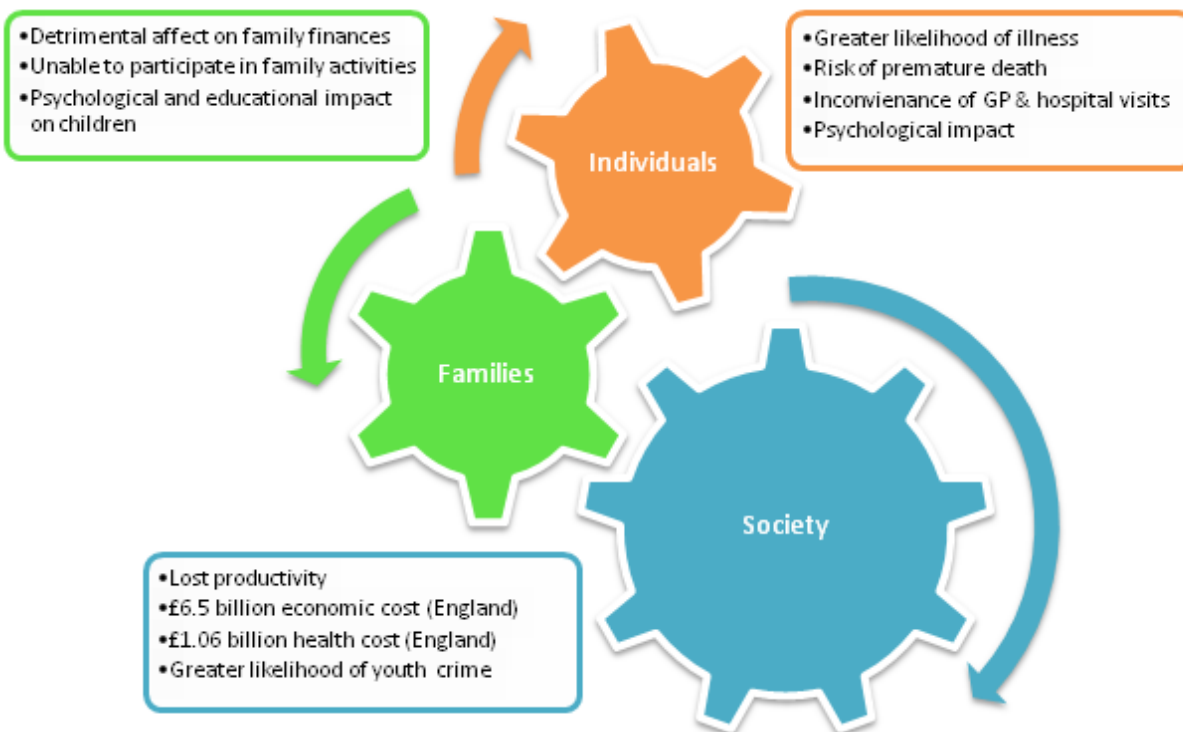 •Detrimental affect on family finances
•Unable to participate in family activities
•Psychological and educational impact
on children
•Greater likelihood of illness
•Risk of premature death
•Inconvienance of GP & hospital visits
•Psychological impact
Individuals
Families
Society
•Lost productivity
•£6.5 billion economic cost (England)
•£1.06 billion health cost (England)
•Greater likelihood of youth crime